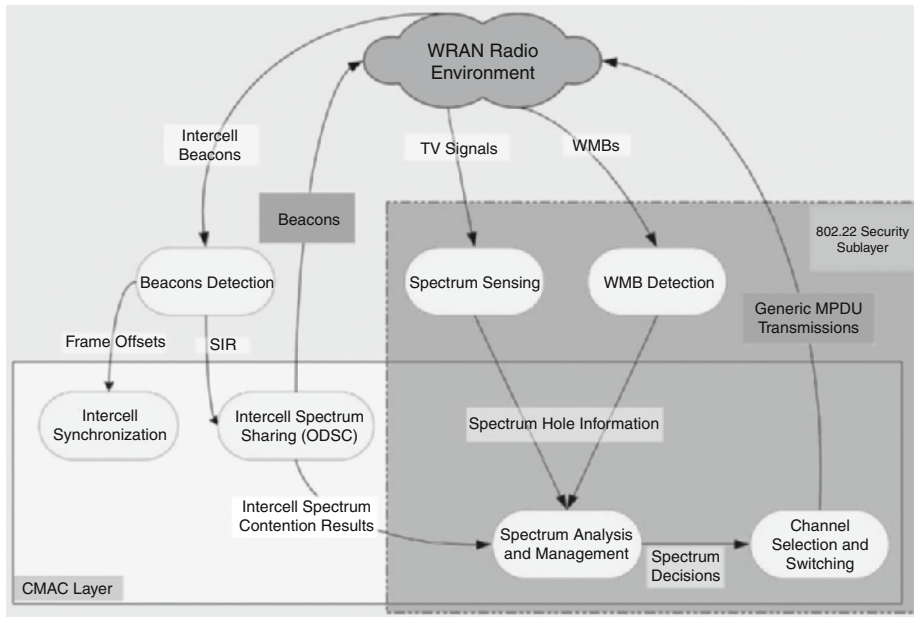 WRAN Radio
Environment
Intercell
Beacons
TV Signals
WMBs
Beacons
802.22 Security
Sublayer
Beacons Detection
Spectrum Sensing
WMB Detection
Generic MPDU
Transmissions
Frame Offsets
SIR
Intercell
Synchronization
Intercell Spectrum
Sharing (ODSC)
Spectrum Hole Information
Intercell Spectrum
Contention Results
Spectrum Analysis
and Management
Spectrum
Decisions
Channel
Selection and
Switching
CMAC Layer